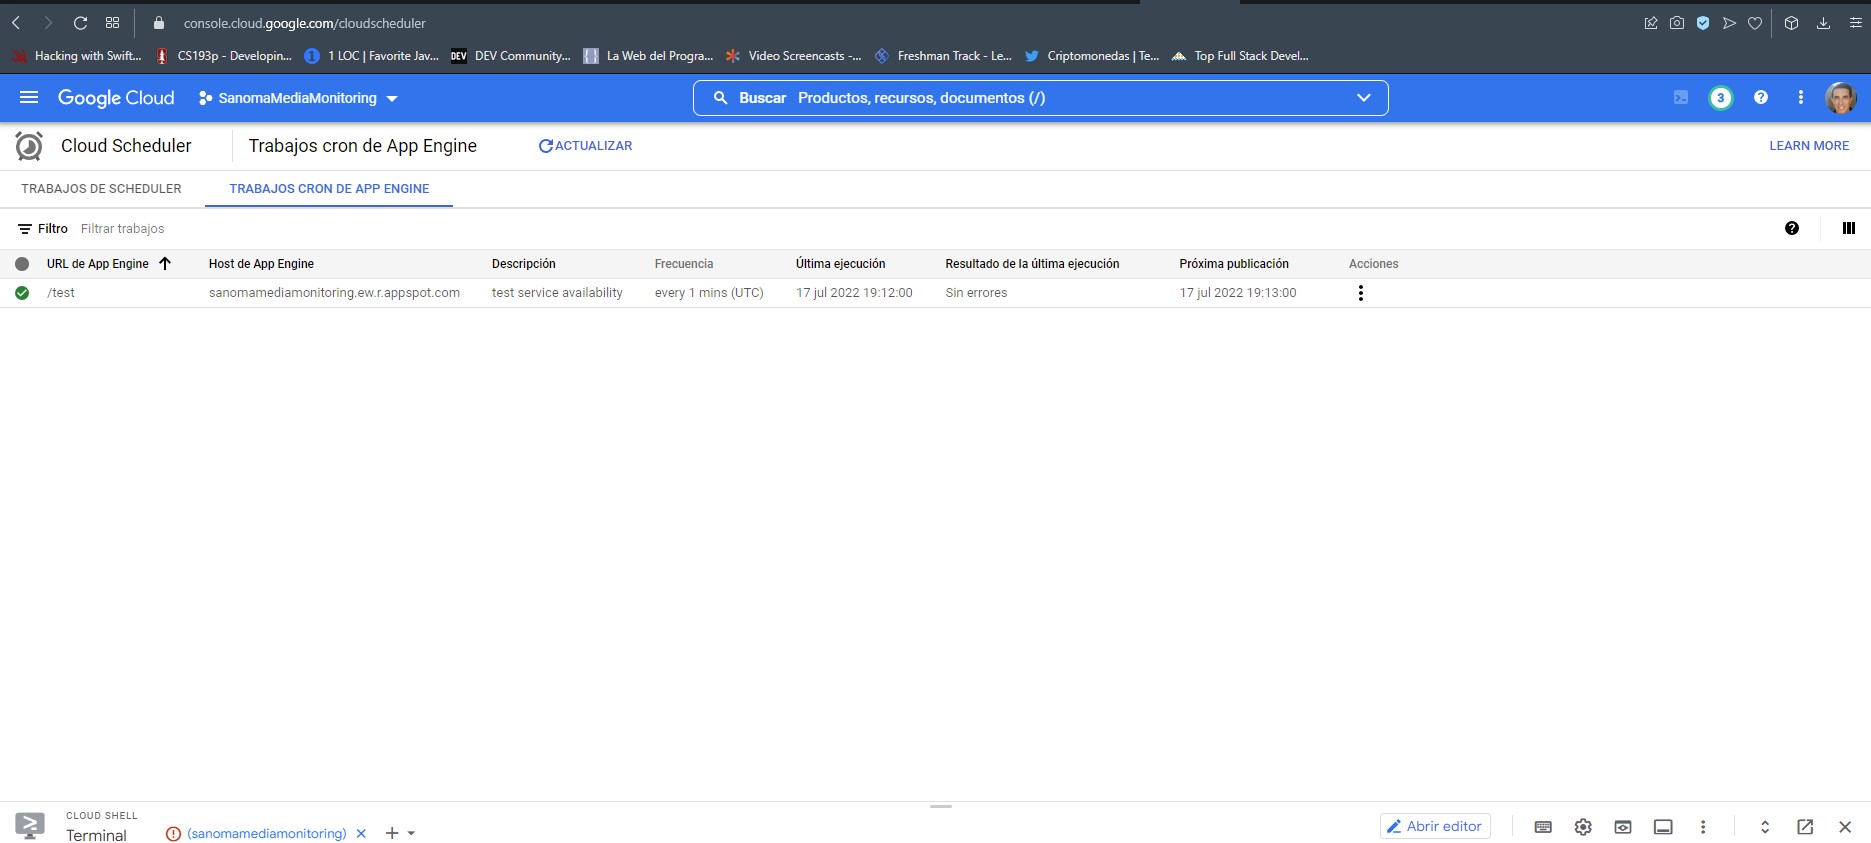 console.cloud.google.com/cloudscheduler
Hacking with Swift... CS193p - Developin... 1 1 LOC | Favorite Jav... DEV DEV Community... La Web del Progra... Video Screencasts -... Freshman Track - Le... Criptomonedas | Te... Top Full Stack Devel...
Google Cloud SanomaMediaMonitoring Buscar Productos, recursos, documentos (/) 3
Cloud Scheduler Trabajos cron de App Engine ACTUALIZAR LEARN MORE
TRABAJOS DE SCHEDULER TRABAJOS CRON DE APP ENGINE
Filtro Filtrar trabajos
URL de App Engine Host de App Engine Descripción Frecuencia Última ejecución Resultado de la última ejecución Próxima publicación Acciones
/test sanomamediamonitoring.ew.r.appspot.com test service availability every 1 mins (UTC) 17 jul 2022 19:12:00 Sin errores 17 jul 2022 19:13:00
CLOUD SHELL
Terminal (sanomamediamonitoring) Abrir editor